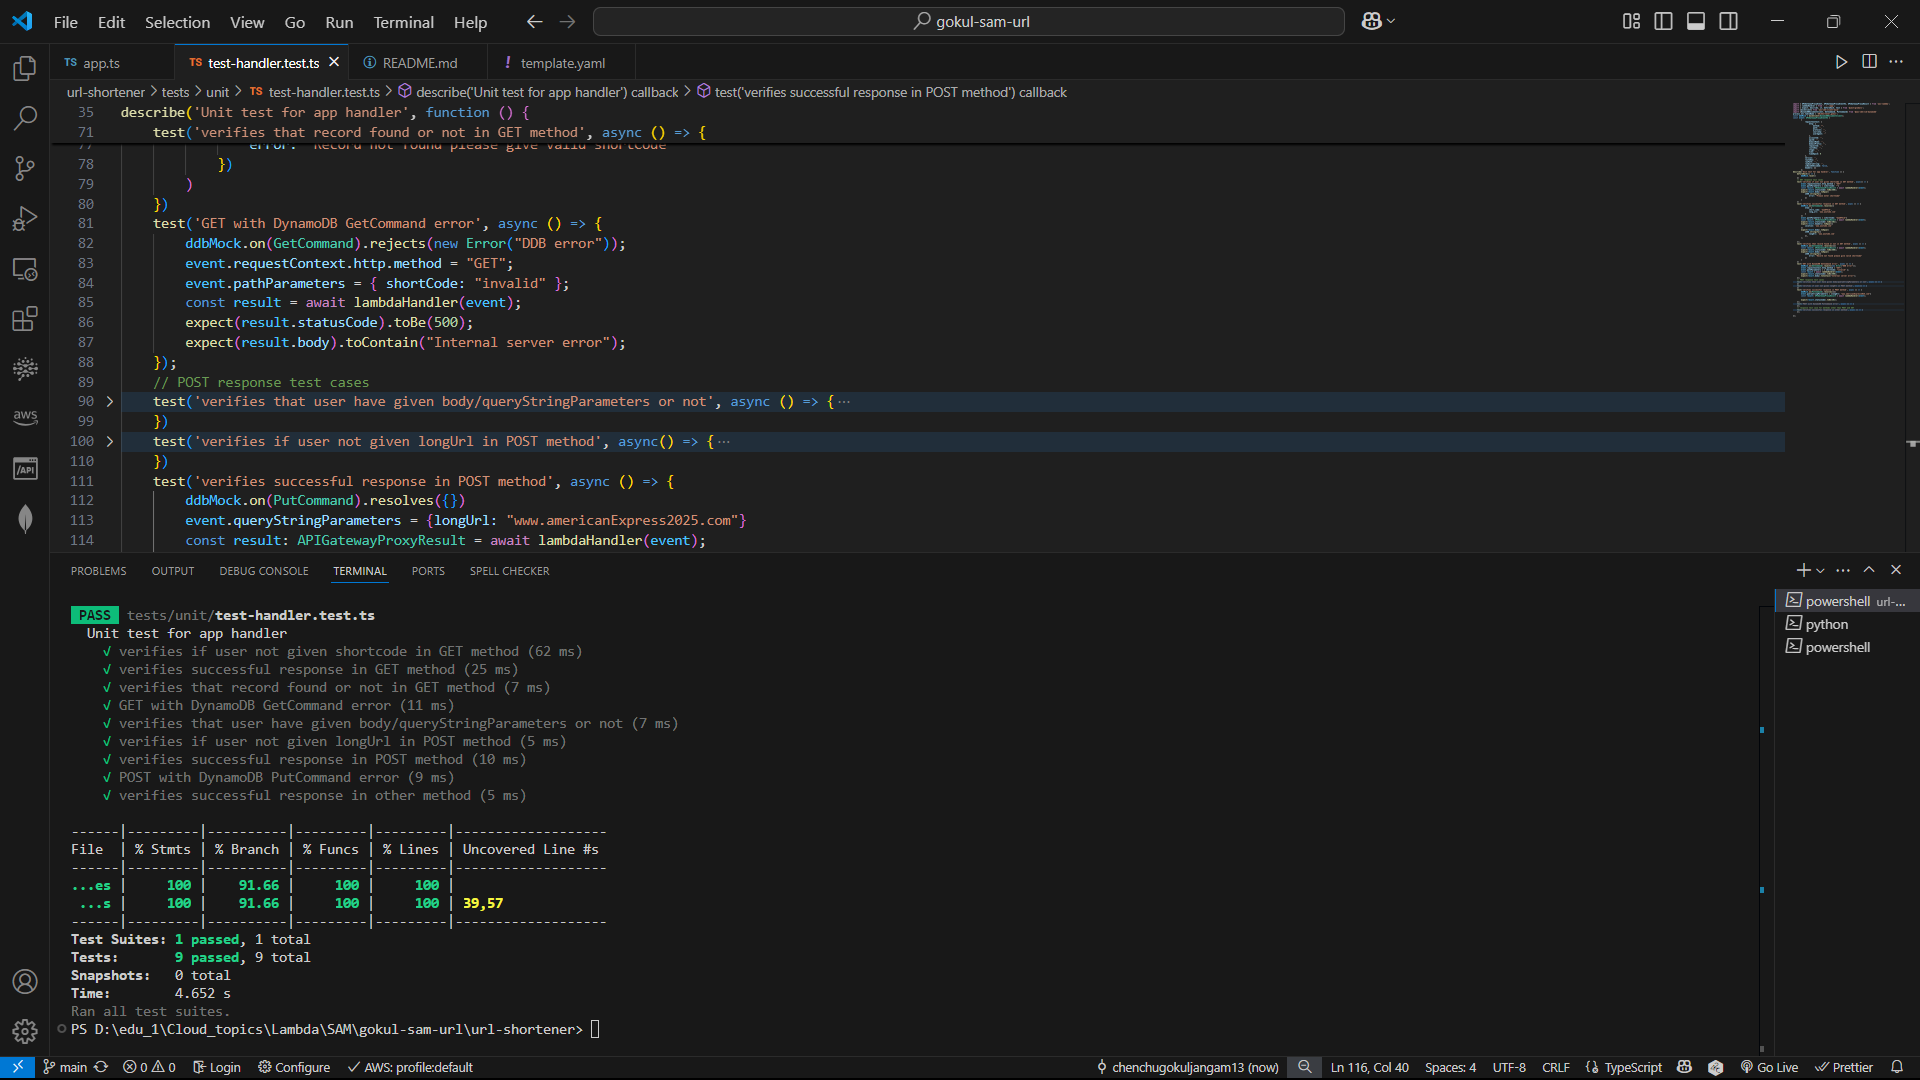 File Edit Selection View Go Run Terminal Help
gokul-sam-url
TS app.ts
TS test-handler.test.ts
README.md
! template.yaml
url-shortener > tests > unit > TS test-handler.test.ts > describe('Unit test for app handler') callback > test('verifies successful response in POST method') callback
35 describe('Unit test for app handler', function () {
71 test('verifies that record found or not in GET method', async () => {
77 error: "Record not found please give valid shortcode"
78 })
79 )
80 })
81 test('GET with DynamoDB GetCommand error', async () => {
82 ddbMock.on(GetCommand).rejects(new Error("DDB error"));
83 event.requestContext.http.method = "GET";
84 event.pathParameters = { shortCode: "invalid" };
85 const result = await lambdaHandler(event);
86 expect(result.statusCode).toBe(500);
87 expect(result.body).toContain("Internal server error");
88 });
89 // POST response test cases
90 test('verifies that user have given body/queryStringParameters or not', async () => {···
99 })
100 test('verifies if user not given longUrl in POST method', async() => {···
110 })
111 test('verifies successful response in POST method', async () => {
112 ddbMock.on(PutCommand).resolves({})
113 event.queryStringParameters = {longUrl: "www.americanExpress2025.com"}
114 const result: APIGatewayProxyResult = await lambdaHandler(event);
aws
/API
PROBLEMS OUTPUT DEBUG CONSOLE TERMINAL PORTS SPELL CHECKER
powershell url-...
python
powershell
PASS tests/unit/test-handler.test.ts
Unit test for app handler
√ verifies if user not given shortcode in GET method (62 ms)
√ verifies successful response in GET method (25 ms)
√ verifies that record found or not in GET method (7 ms)
√ GET with DynamoDB GetCommand error (11 ms)
√ verifies that user have given body/queryStringParameters or not (7 ms)
√ verifies if user not given longUrl in POST method (5 ms)
√ verifies successful response in POST method (10 ms)
√ POST with DynamoDB PutCommand error (9 ms)
√ verifies successful response in other method (5 ms)
------|---------|----------|---------|---------|-------------------
File | % Stmts | % Branch | % Funcs | % Lines | Uncovered Line #s
------|---------|----------|---------|---------|-------------------
...es | 100 | 91.66 | 100 | 100 |
...s | 100 | 91.66 | 100 | 100 | 39,57
------|---------|----------|---------|---------|-------------------
Test Suites: 1 passed, 1 total
Tests: 9 passed, 9 total
Snapshots: 0 total
Time: 4.652 s
Ran all test suites.
PS D:\edu_1\Cloud_topics\Lambda\SAM\gokul-sam-url\url-shortener>
main 0 0 Login Configure AWS: profile:default chenchugokuljangam13 (now) Ln 116, Col 40 Spaces: 4 UTF-8 CRLF {} TypeScript Go Live Prettier